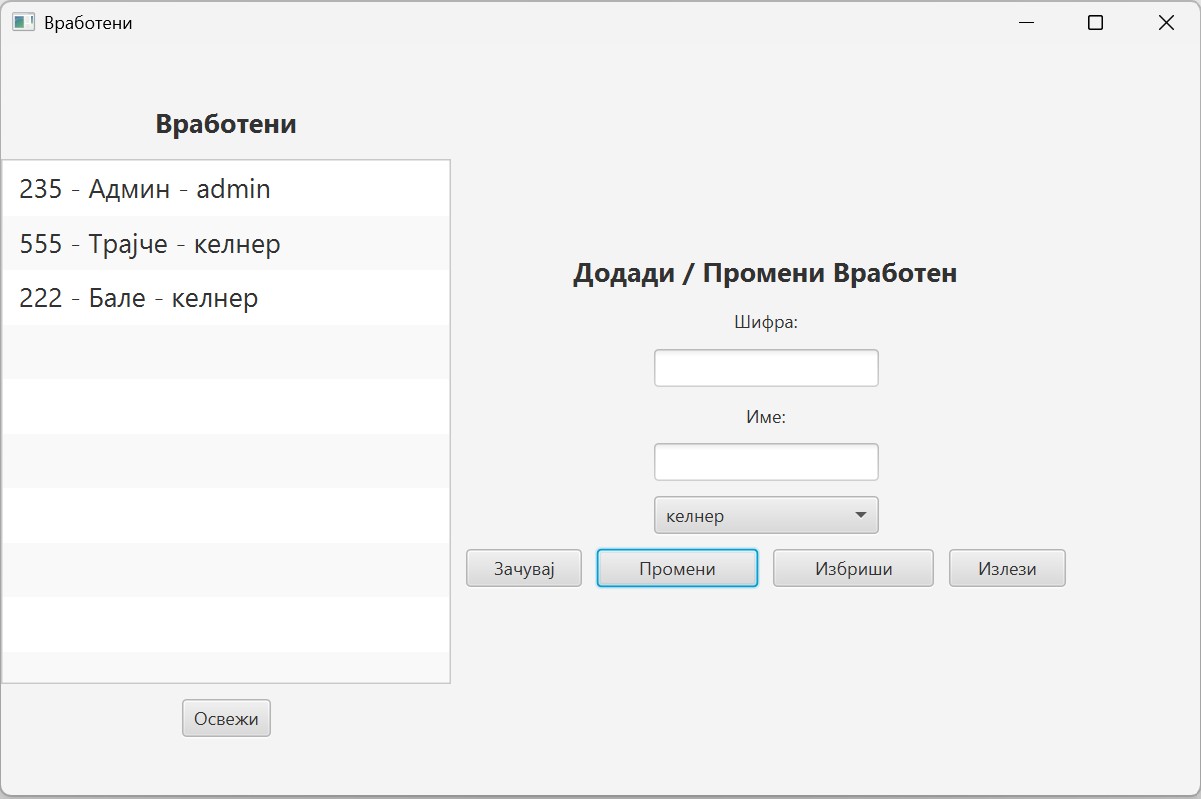 Вработени
Вработени
235 - Админ - admin
555 - Трајче - келнер
222 - Бале - келнер
Освежи
Додади / Промени Вработен
Шифра:
Име:
келнер
Зачувај Промени Избриши Излези